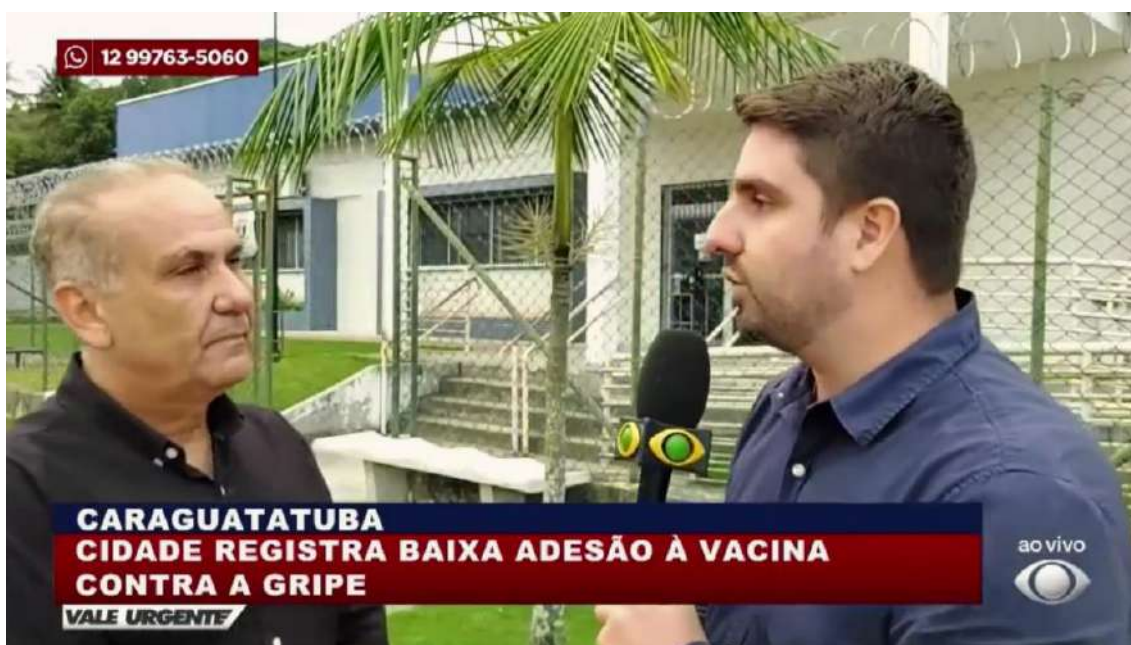 12 99763-5060
CARAGUATATUBA
CIDADE REGISTRA BAIXA ADESÃO À VACINA
CONTRA A GRIPE
ao vivo
VALE URGENTE